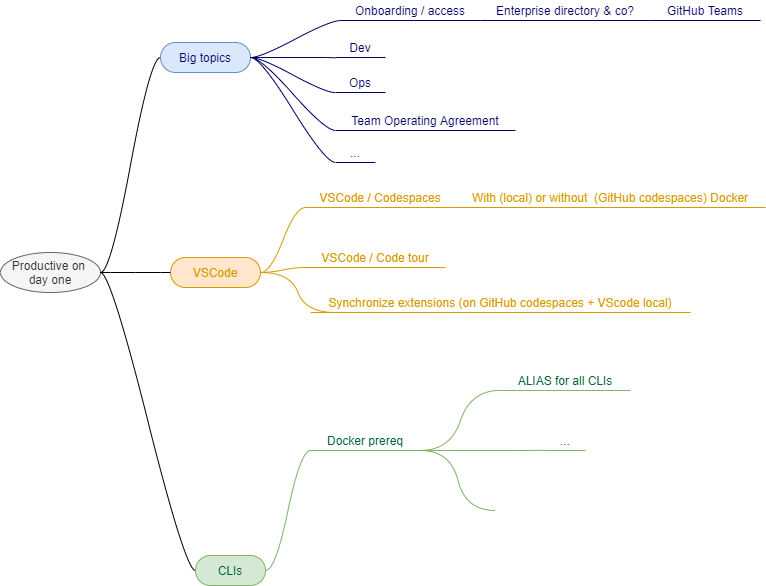 Onboarding / access
Enterprise directory & co?
GitHub Teams
Big topics
Dev
Ops
Team Operating Agreement
...
VSCode / Codespaces
With (local) or without  (GitHub codespaces) Docker
Productive on
day one
VSCode
VSCode / Code tour
Synchronize extensions (on GitHub codespaces + VScode local)
ALIAS for all CLIs
Docker prereq
...
CLIs